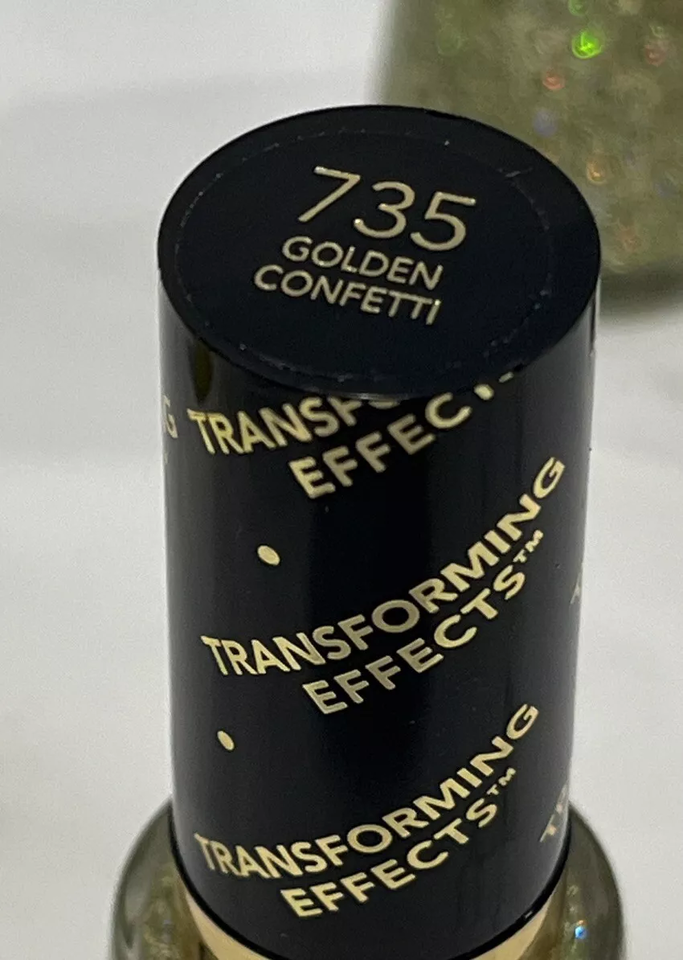 735
GOLDEN
CONFETTI
EFFECTS
TRANSFORMING
EFFECTS™
TRANSFORMING
EFFECTS™